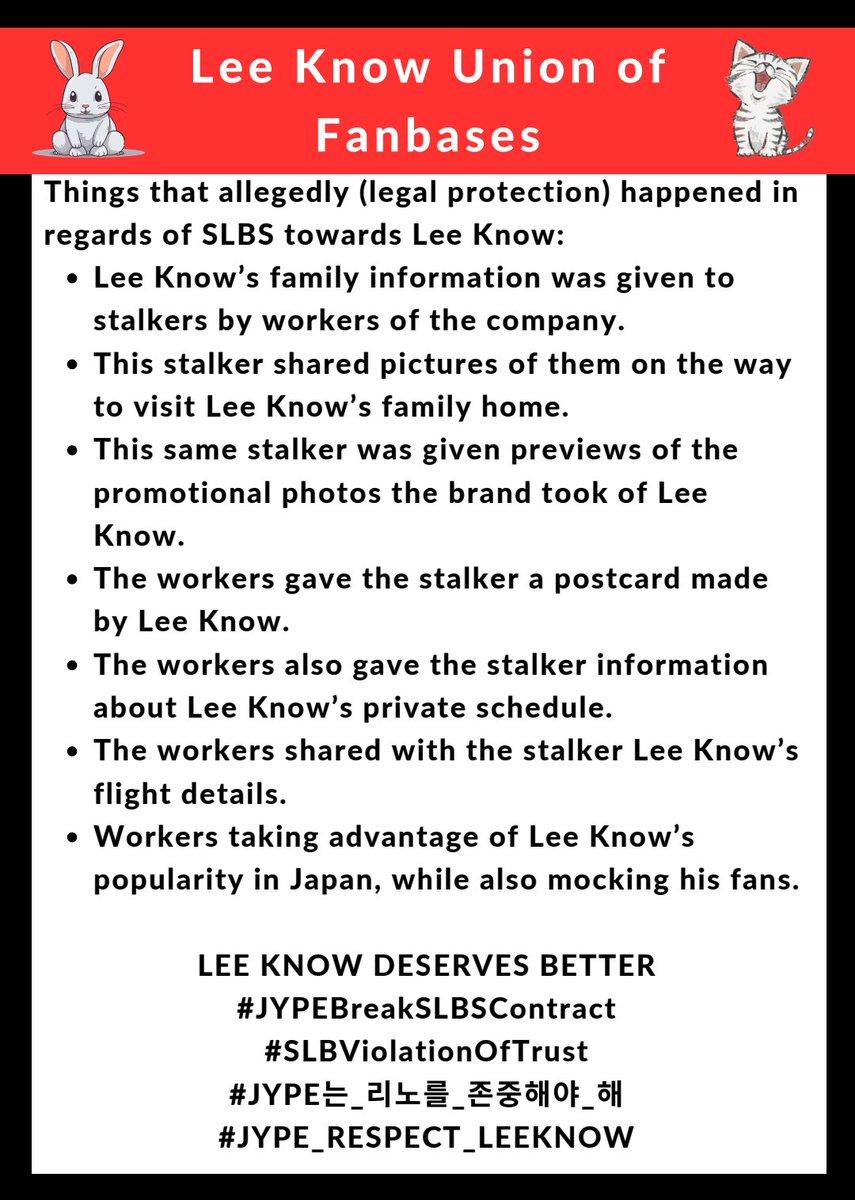 Lee Know Union of
Fanbases
Things that allegedly (legal protection) happened in
regards of SLBS towards Lee Know:
• Lee Know’s family information was given to
stalkers by workers of the company.
• This stalker shared pictures of them on the way
to visit Lee Know’s family home.
• This same stalker was given previews of the
promotional photos the brand took of Lee
Know.
• The workers gave the stalker a postcard made
by Lee Know.
• The workers also gave the stalker information
about Lee Know’s private schedule.
• The workers shared with the stalker Lee Know’s
flight details.
• Workers taking advantage of Lee Know’s
popularity in Japan, while also mocking his fans.
LEE KNOW DESERVES BETTER
#JYPEBreakSLBSContract
#SLBViolationOfTrust
#JYPE는_리노를_존중해야_해
#JYPE_RESPECT_LEEKNOW